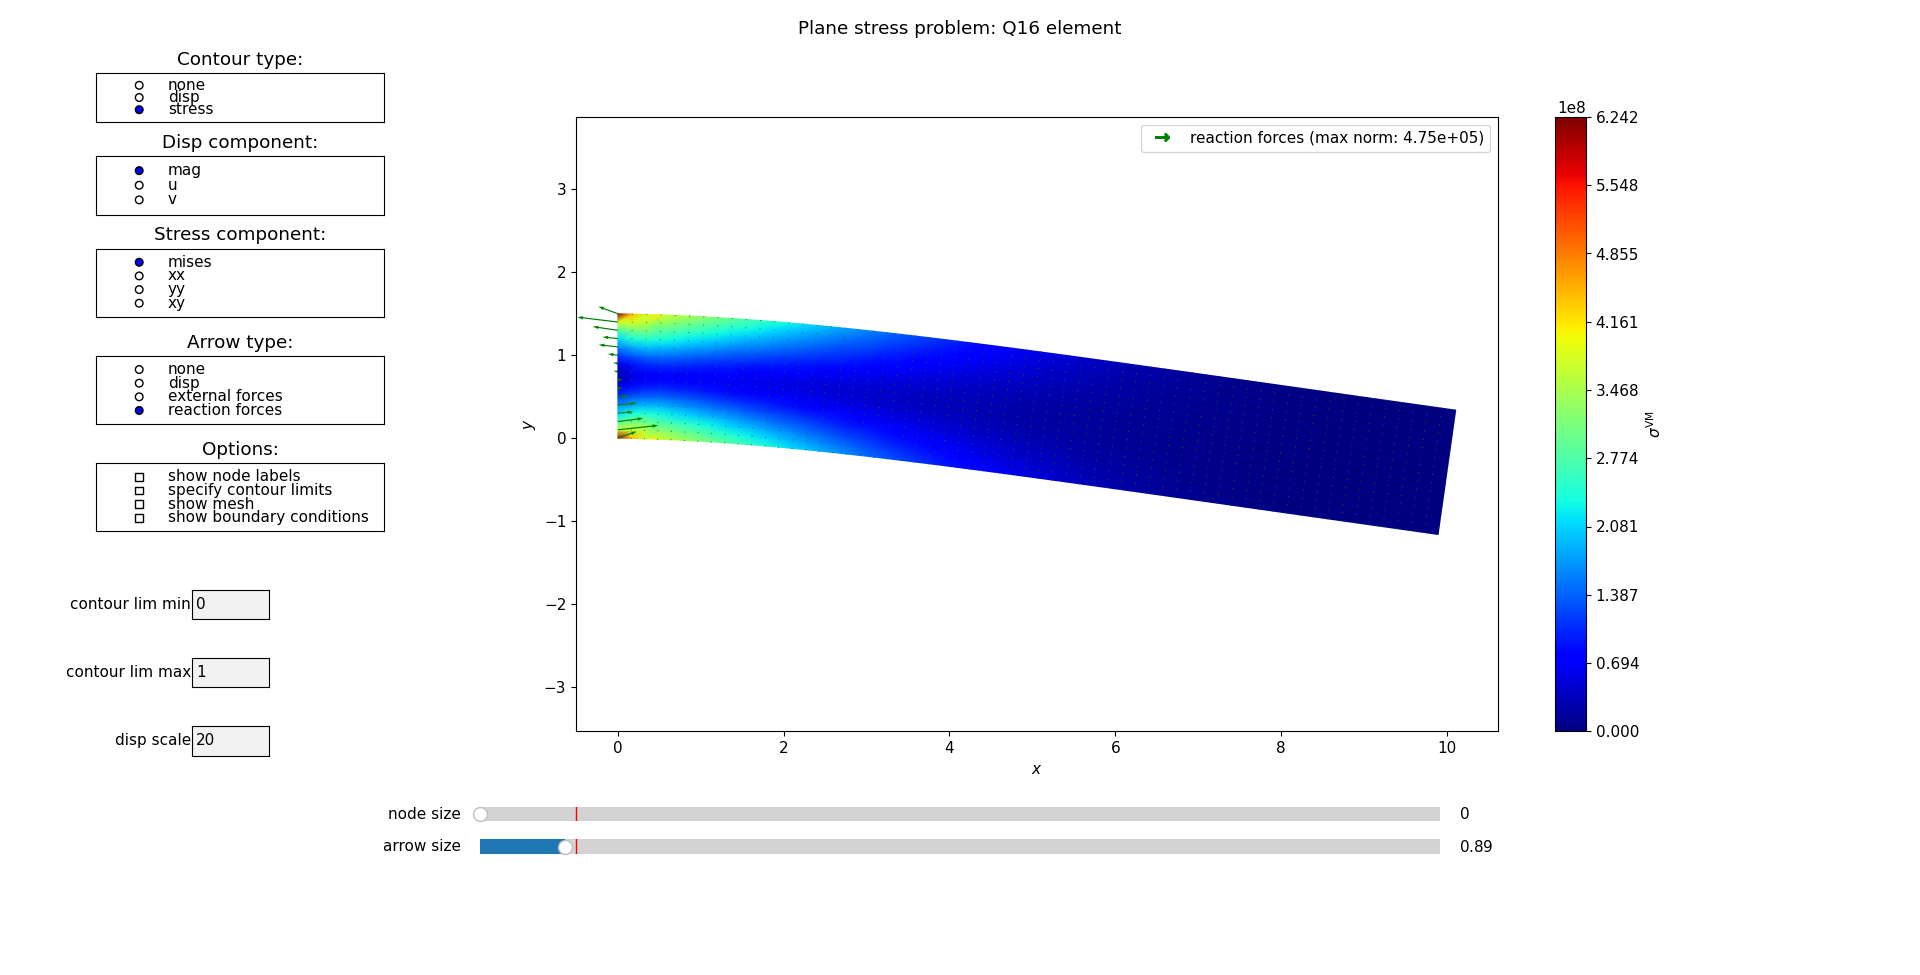 Plane stress problem: Q16 element
Contour type:
none
disp
stress
Disp component:
mag
u
v
Stress component:
mises
xx
yy
xy
Arrow type:
none
disp
external forces
reaction forces
Options:
show node labels
specify contour limits
show mesh
show boundary conditions
contour lim min 0
contour lim max 1
disp scale 20
reaction forces (max norm: 4.75e+05)
3
2
1
0
−1
−2
−3
y
0 2 4 6 8 10
x
1e8
6.242
5.548
4.855
4.161
3.468
2.774
2.081
1.387
0.694
0.000
σᵛᴹ
node size 0
arrow size 0.89